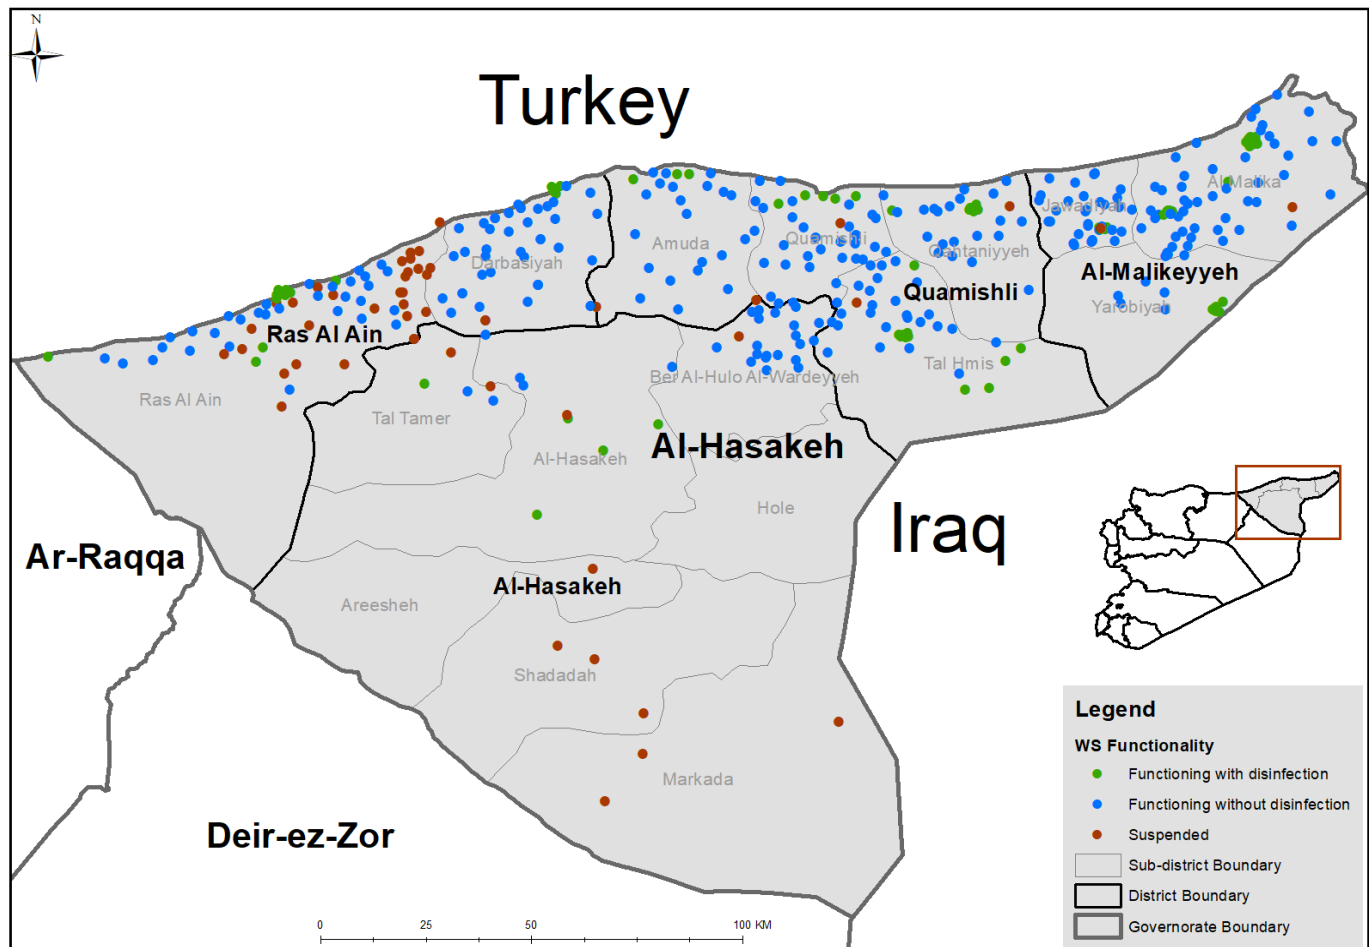 N
Turkey
Al-Malika
Jawadiyah
Quamishli
Amuda
Qahtaniyyeh
Darbasiyah
Al-Malikeyyeh
Quamishli
Yarobiyah
Ras Al Ain
Tal Hmis
Ber Al-Hulo Al-Wardeyyeh
Ras Al Ain
Tal Tamer
Al-Hasakeh
Al-Hasakeh
Hole
Iraq
Ar-Raqqa
Al-Hasakeh
Areesheh
Shadadah
Markada
Deir-ez-Zor
Legend
WS Functionality
Functioning with disinfection
Functioning without disinfection
Suspended
Sub-district Boundary
District Boundary
Governorate Boundary
0 25 50 100 KM